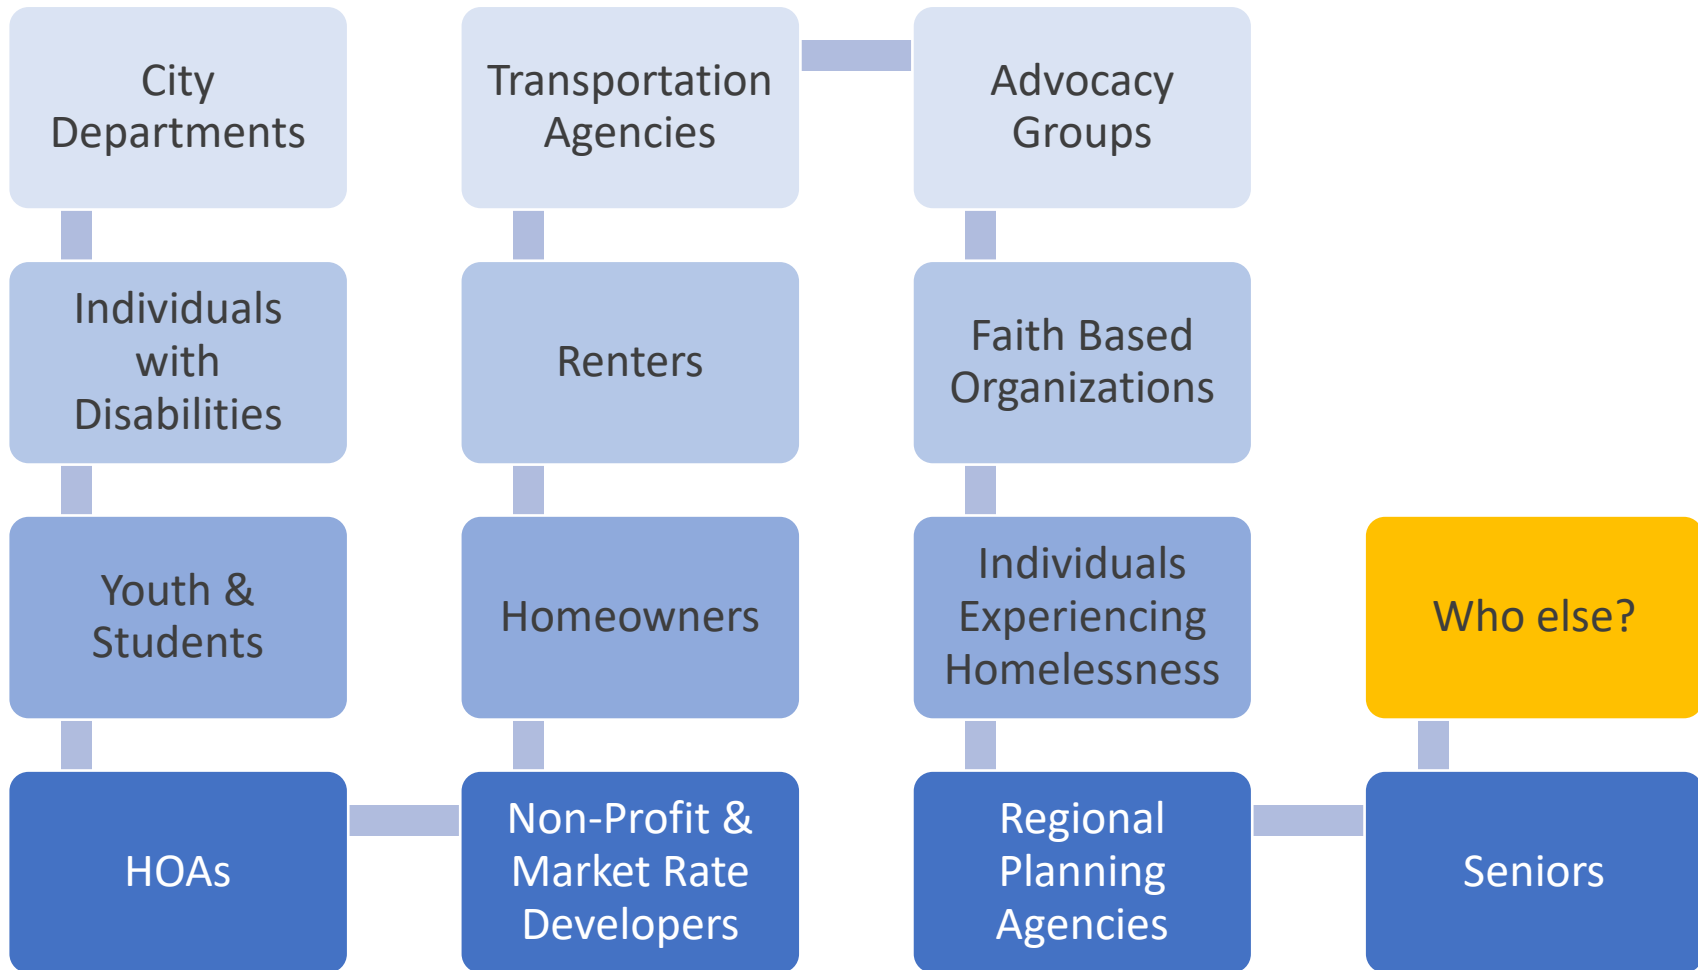 City
Departments
Individuals
with
Disabilities
Youth &
Students
HOAs
Non-Profit &
Market Rate
Developers
Homeowners
Renters
Transportation
Agencies
Advocacy
Groups
Faith Based
Organizations
Individuals
Experiencing
Homelessness
Regional
Planning
Agencies
Seniors
Who else?